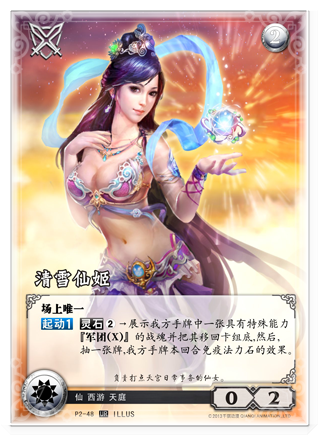 2
清雪仙姬
场上唯一
起动1 灵石 2 →展示我方手牌中一张具有特殊能力
『军团(X)』的战魂并把其移回卡组底,然后,
抽一张牌,我方手牌本回合免疫法力石的效果。
负责打点天宫日常事务的仙女。
仙 西游 天庭
0 2
P2-48 UR ILLUS